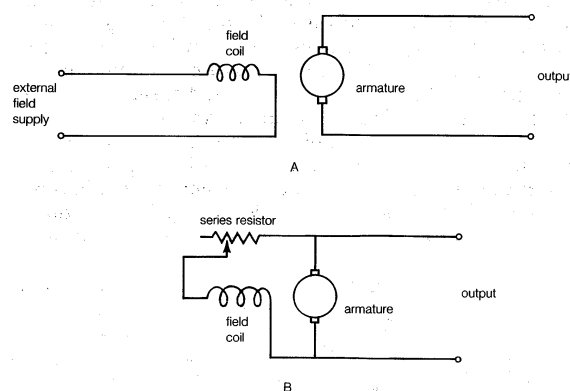 field
coil
external
field
supply
armature
outpu
A
series resistor
field
coil
armature
output
B